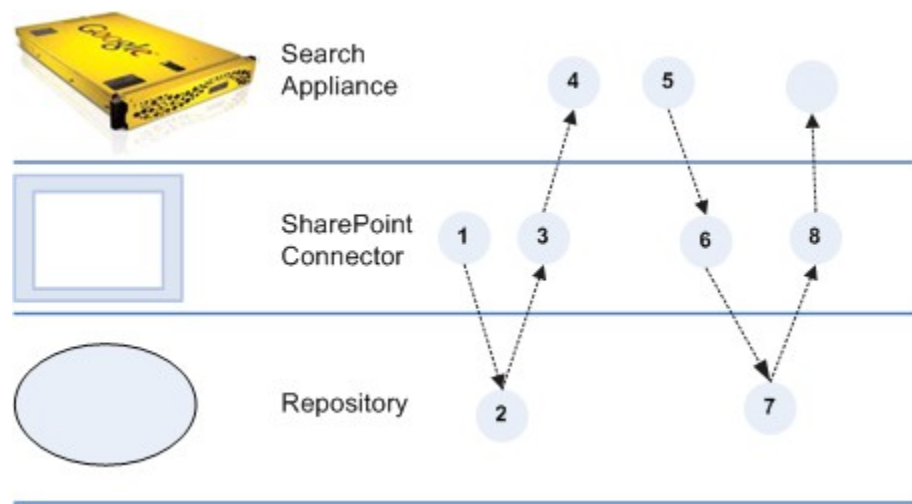 Google
Search
Appliance
4
5
SharePoint
Connector
1
3
6
8
Repository
2
7